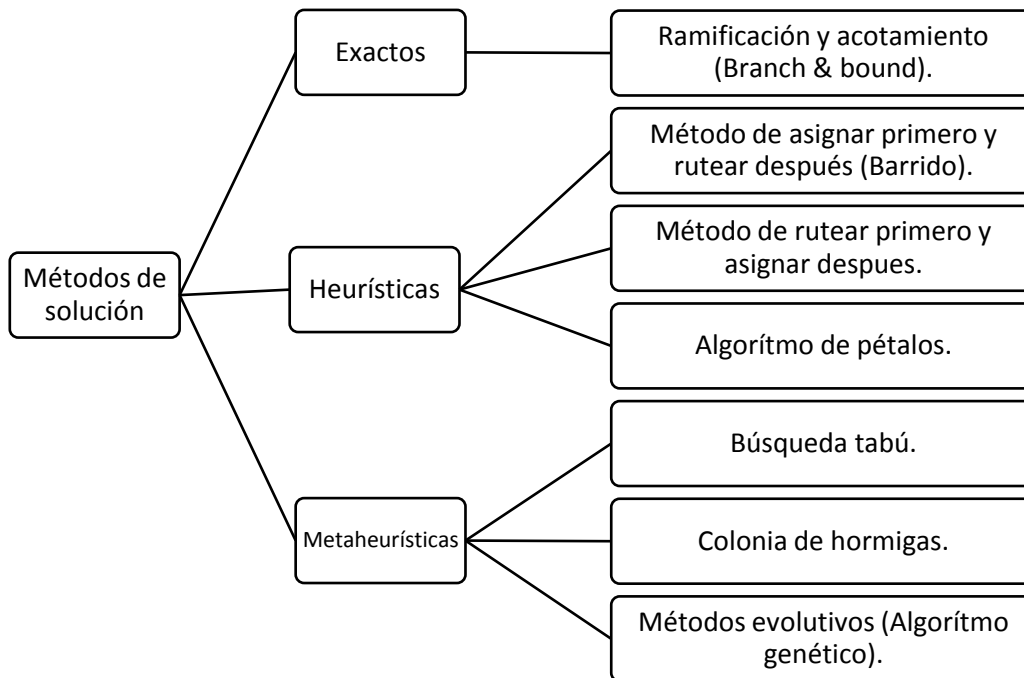 Métodos de
solución
Exactos
Ramificación y acotamiento
(Branch & bound).
Heurísticas
Método de asignar primero y
rutear después (Barrido).
Método de rutear primero y
asignar despues.
Algorítmo de pétalos.
Metaheurísticas
Búsqueda tabú.
Colonia de hormigas.
Métodos evolutivos (Algorítmo
genético).